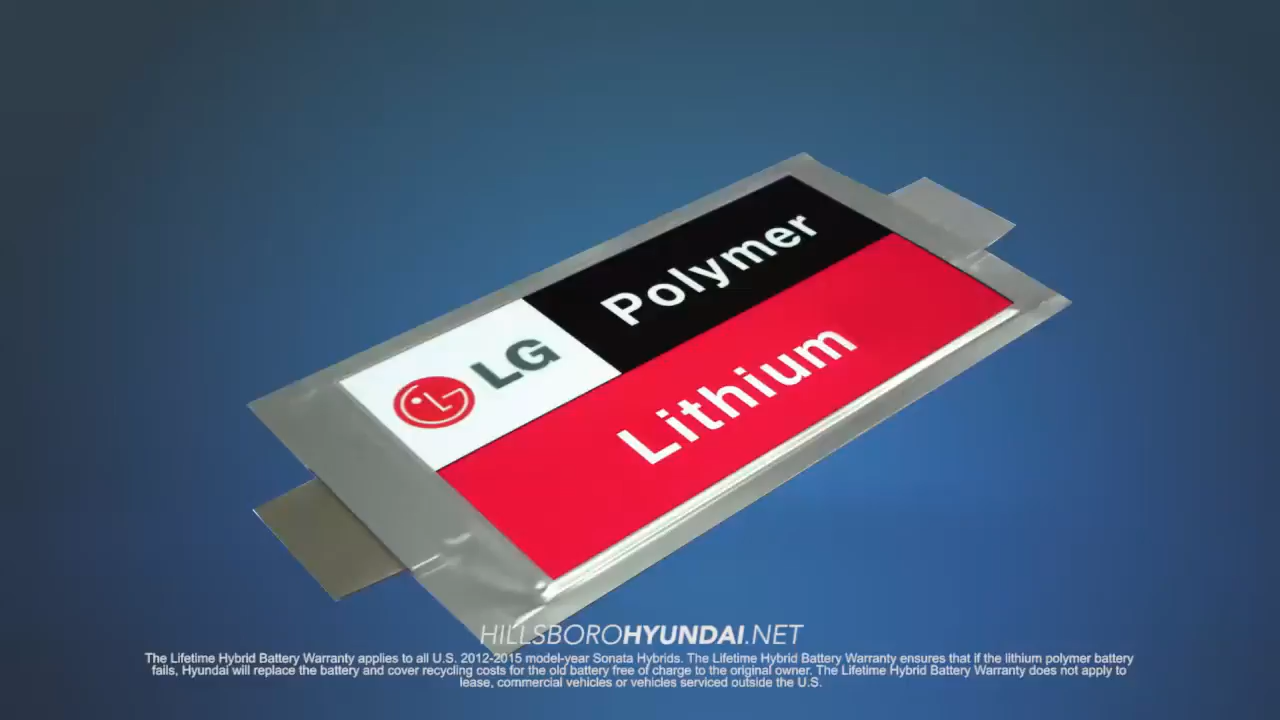 Polymer
LG
Lithium
HILLSBOROHYUNDAI.NET
The Lifetime Hybrid Battery Warranty applies to all U.S. 2012-2015 model-year Sonata Hybrids. The Lifetime Hybrid Battery Warranty ensures that if the lithium polymer battery
fails, Hyundai will replace the battery and cover recycling costs for the old battery free of charge to the original owner. The Lifetime Hybrid Battery Warranty does not apply to
lease, commercial vehicles or vehicles serviced outside the U.S.